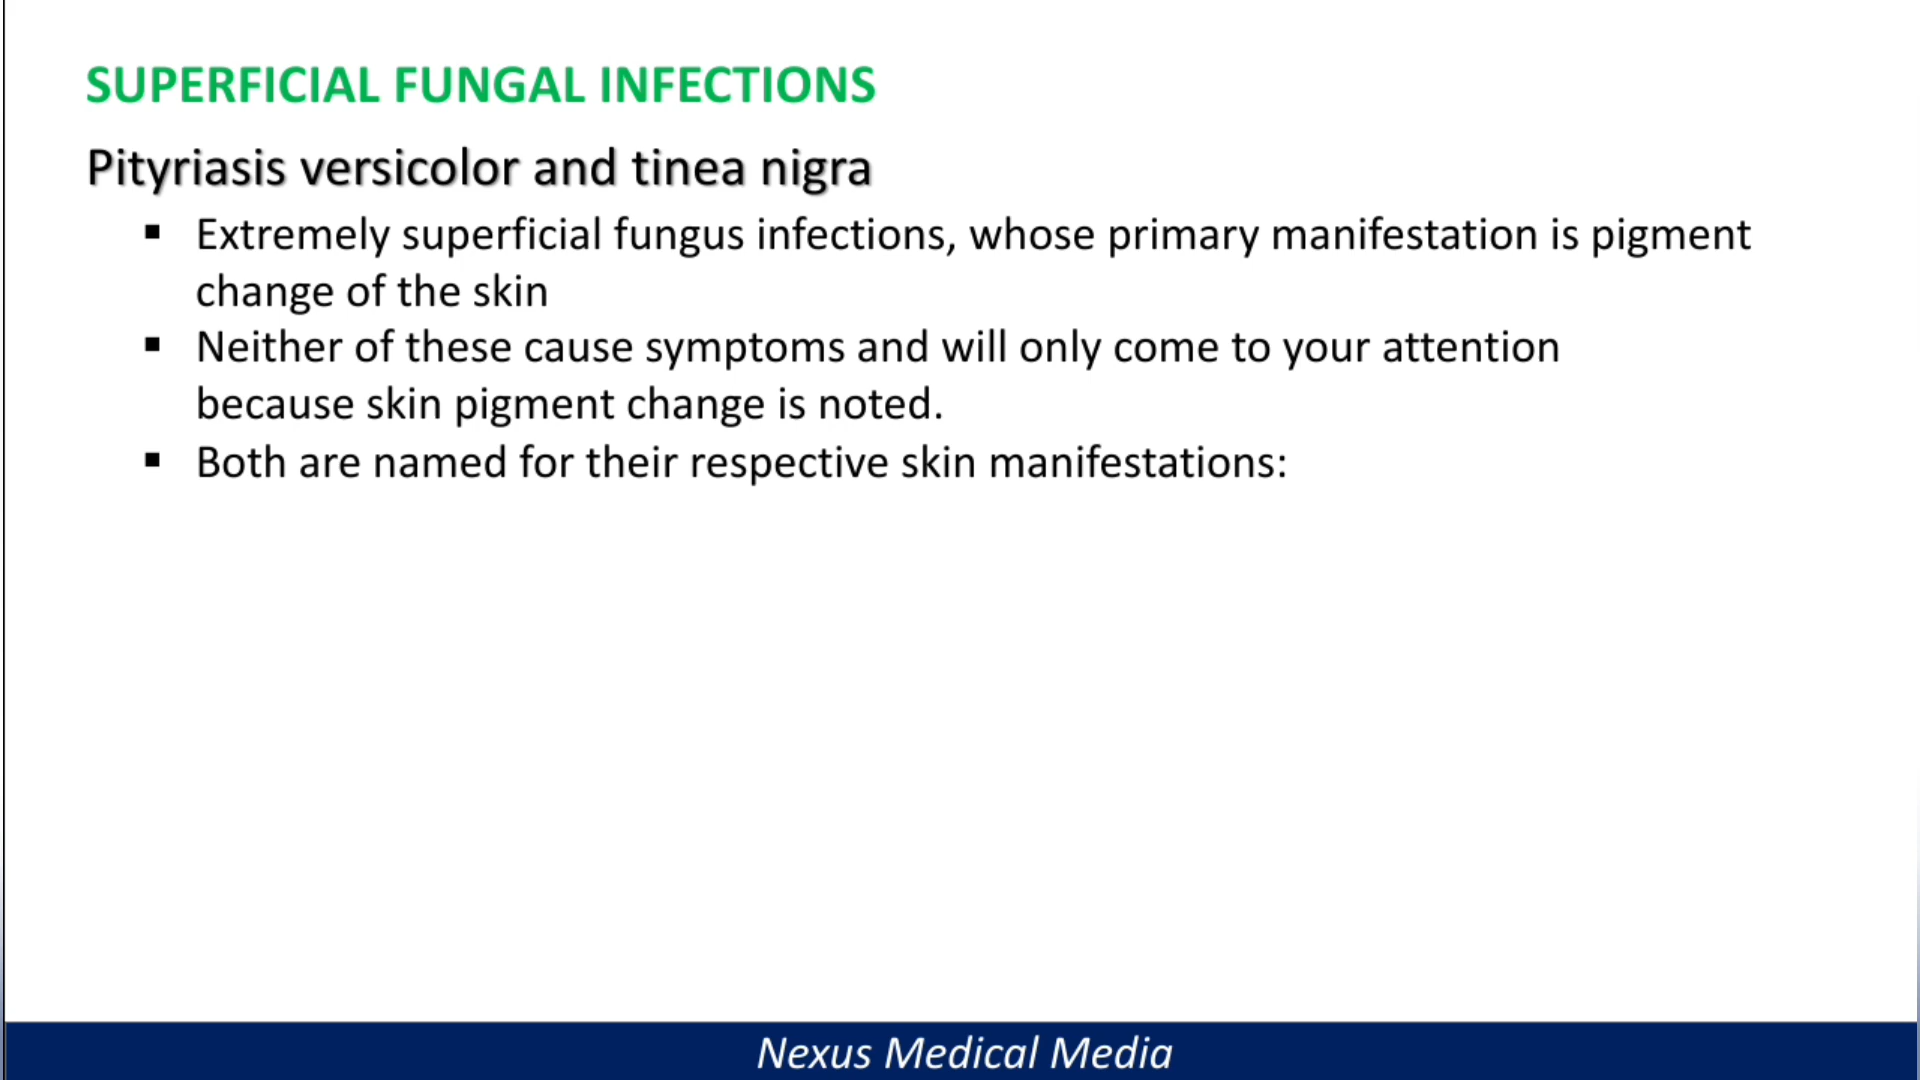 SUPERFICIAL FUNGAL INFECTIONS
Pityriasis versicolor and tinea nigra
▪ Extremely superficial fungus infections, whose primary manifestation is pigment
change of the skin
▪ Neither of these cause symptoms and will only come to your attention
because skin pigment change is noted.
▪ Both are named for their respective skin manifestations:
Nexus Medical Media